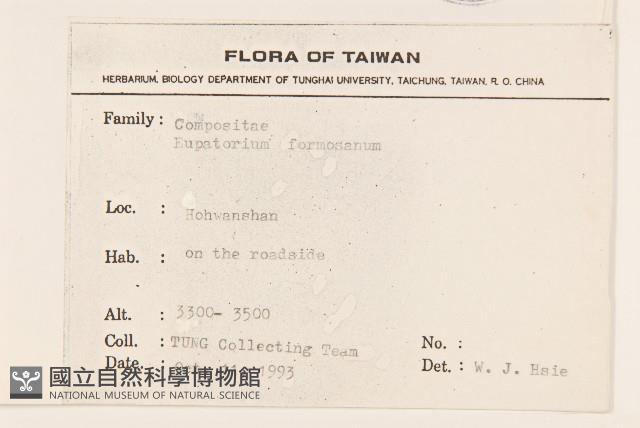 FLORA OF TAIWAN
HERBARIUM, BIOLOGY DEPARTMENT OF TUNGHAI UNIVERSITY, TAICHUNG, TAIWAN, R. O. CHINA
Family : Compositae
Eupatorium formosanum
Loc. : Hohwanshan
Hab. : on the roadside
Alt. : 3300- 3500
Coll. : TUNG Collecting Team No. :
Date : 1993 Det. : W. J. Hsie
國立自然科學博物館
NATIONAL MUSEUM OF NATURAL SCIENCE